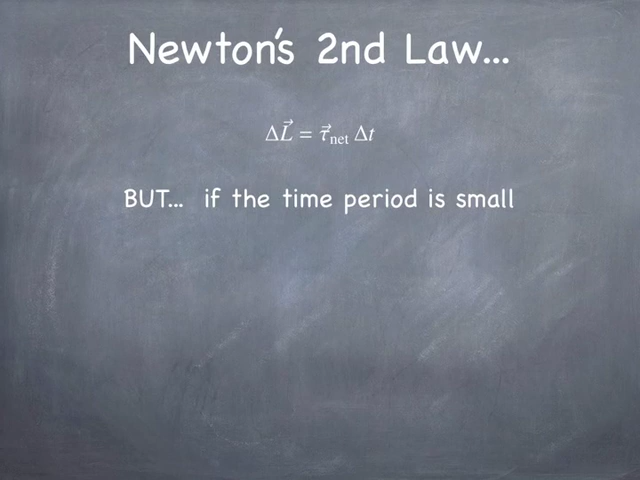 Newton's 2nd Law...
ΔL⃗ = τ⃗net Δt
BUT... if the time period is small